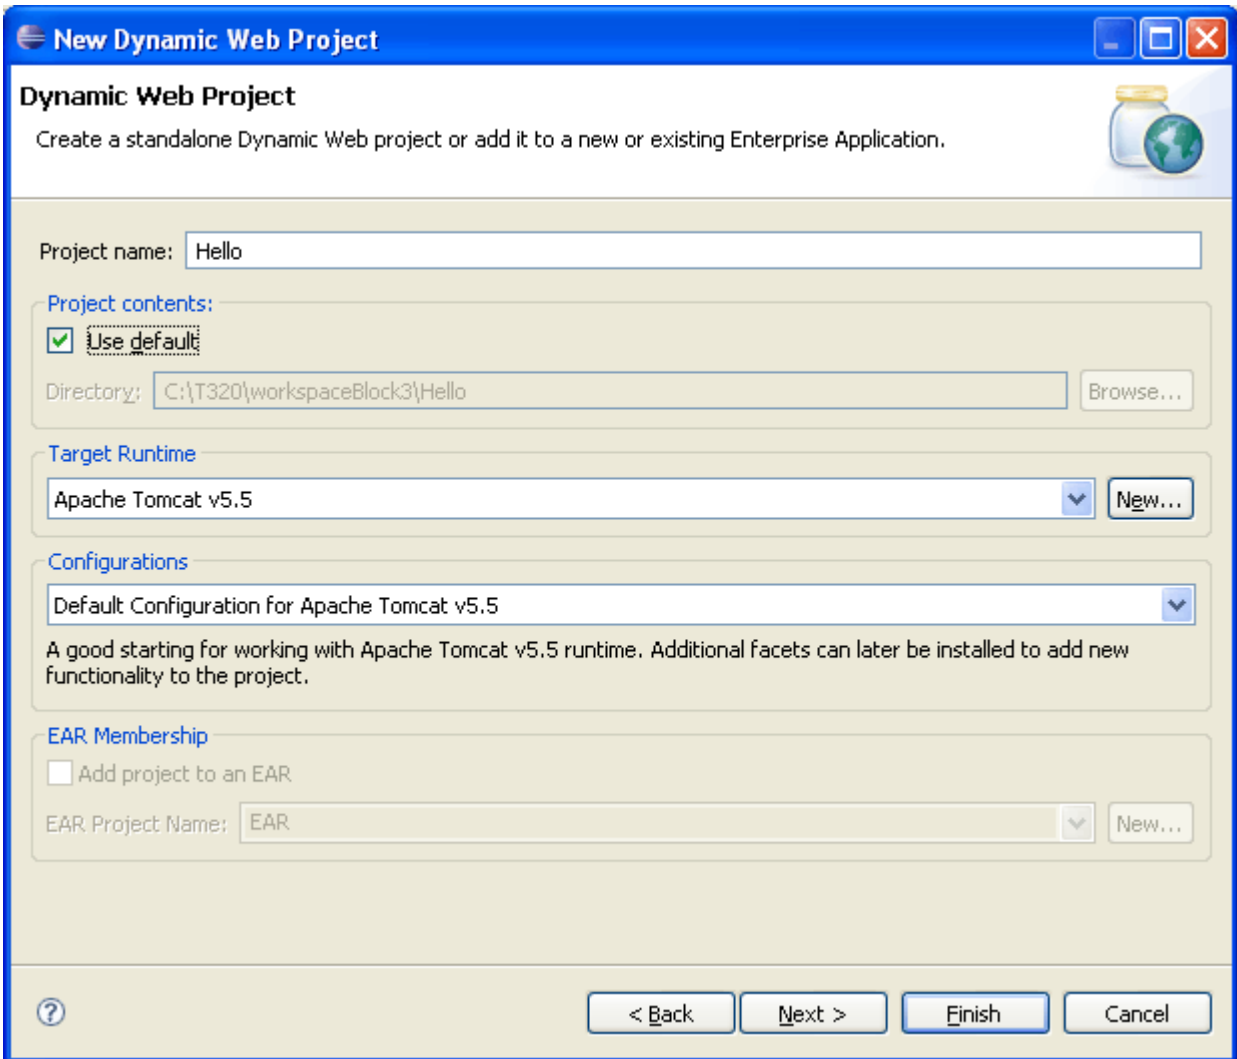 New Dynamic Web Project
Dynamic Web Project
Create a standalone Dynamic Web project or add it to a new or existing Enterprise Application.
Project name: Hello
Project contents:
Use default
Directory: C:\T320\workspaceBlock3\Hello Browse...
Target Runtime
Apache Tomcat v5.5 New...
Configurations
Default Configuration for Apache Tomcat v5.5
A good starting for working with Apache Tomcat v5.5 runtime. Additional facets can later be installed to add new
functionality to the project.
EAR Membership
Add project to an EAR
EAR Project Name: EAR New...
? < Back Next > Finish Cancel